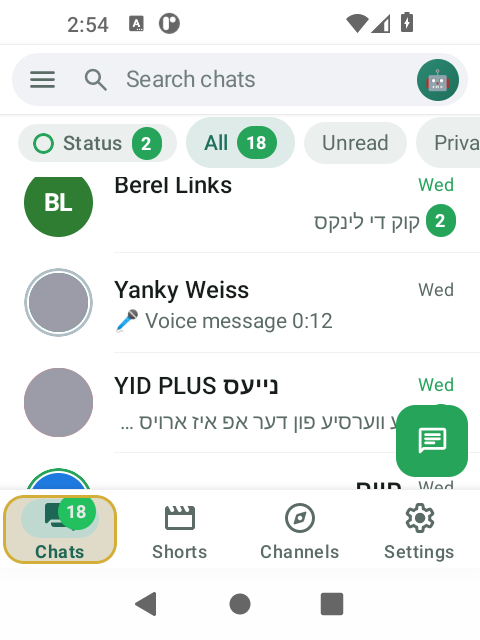 2:54
Search chats
Status 2
All 18
Unread
Priva
Berel Links
Wed
קוק די לינקס
2
Yanky Weiss
Wed
🎤 Voice message 0:12
YID PLUS נייעס
Wed
ווערסיע פון דער אפ איז ארויס ...
BL
Wed
18
Chats
Shorts
Channels
Settings